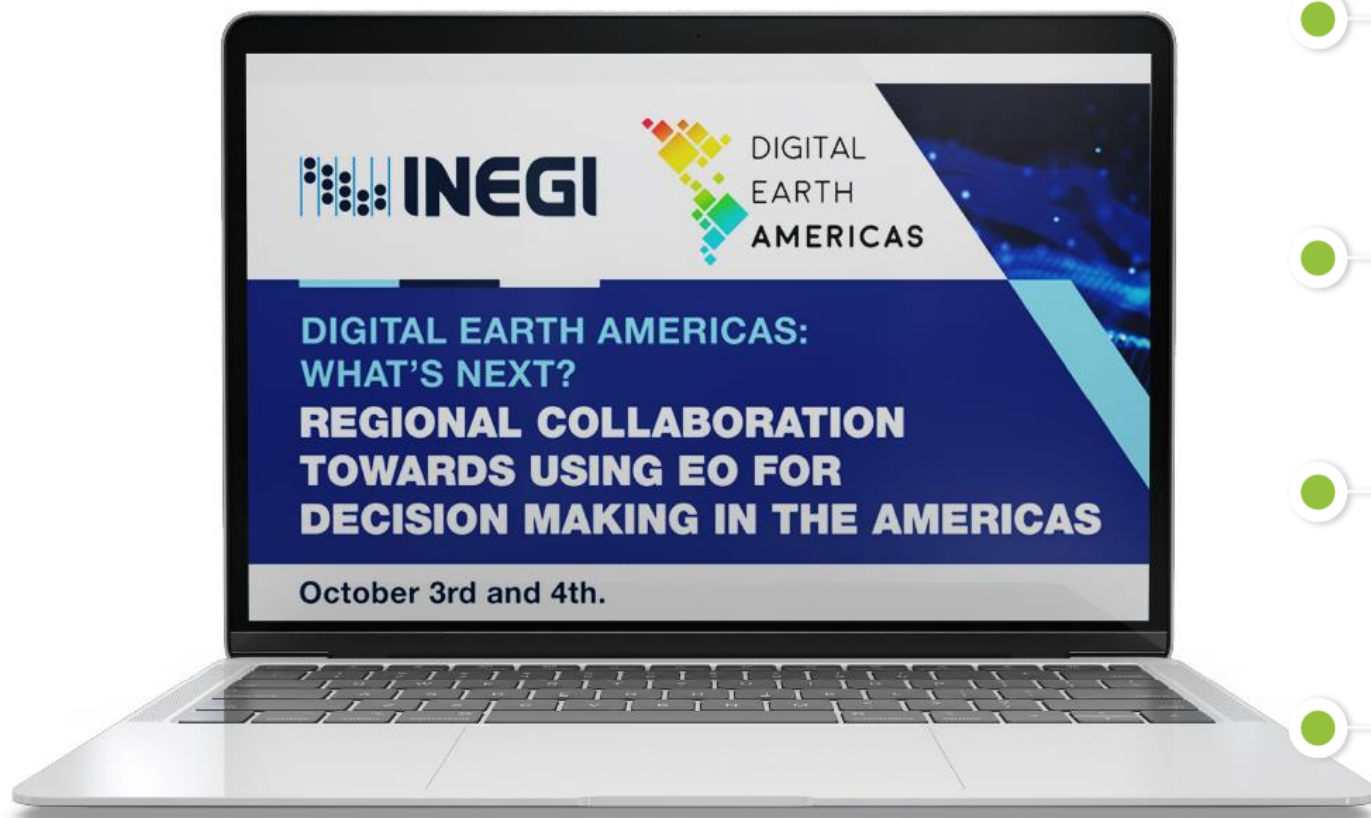 INEGI
DIGITAL
EARTH
AMERICAS
DIGITAL EARTH AMERICAS:
WHAT'S NEXT?
REGIONAL COLLABORATION
TOWARDS USING EO FOR
DECISION MAKING IN THE AMERICAS
October 3rd and 4th.